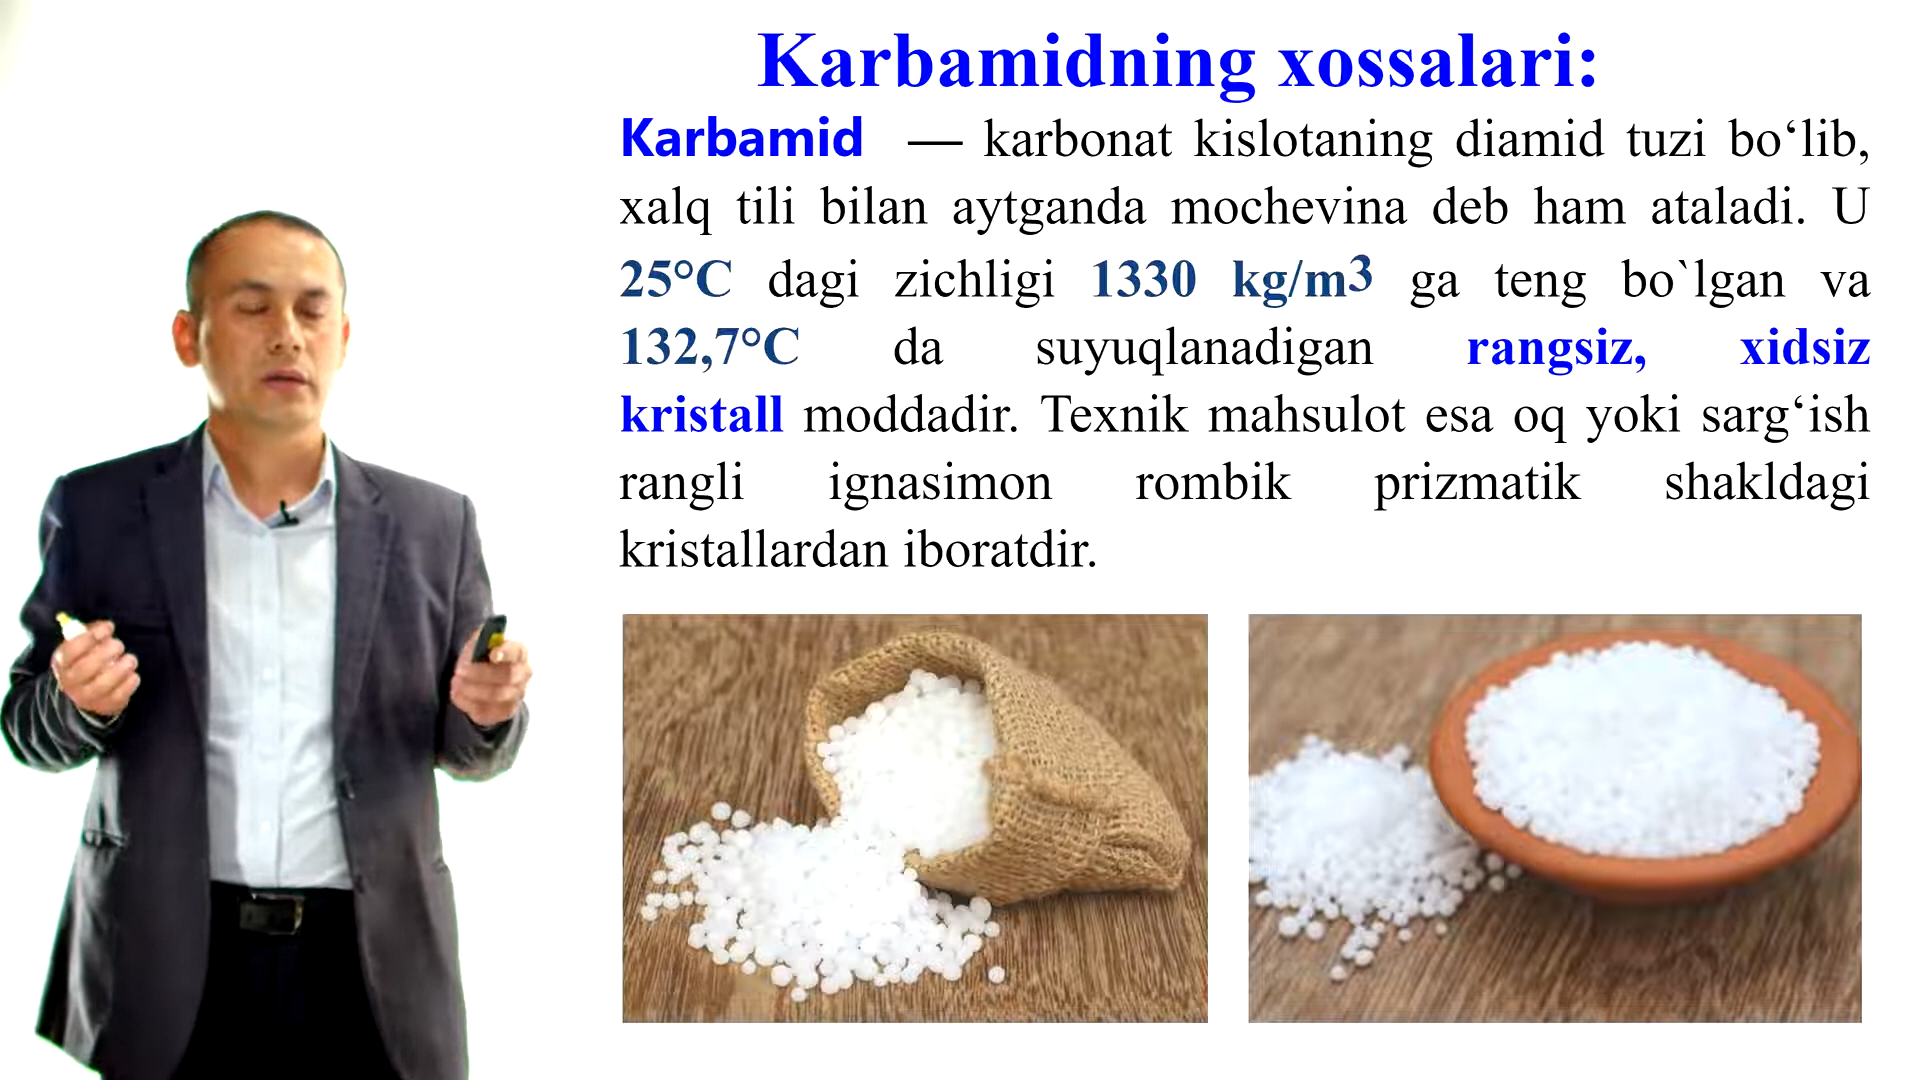 Karbamidning xossalari:
Karbamid — karbonat kislotaning diamid tuzi bo‘lib,
xalq tili bilan aytganda mochevina deb ham ataladi. U
25°C dagi zichligi 1330 kg/m3 ga teng bo`lgan va
132,7°C da suyuqlanadigan rangsiz, xidsiz
kristall moddadir. Texnik mahsulot esa oq yoki sarg‘ish
rangli ignasimon rombik prizmatik shakldagi
kristallardan iboratdir.